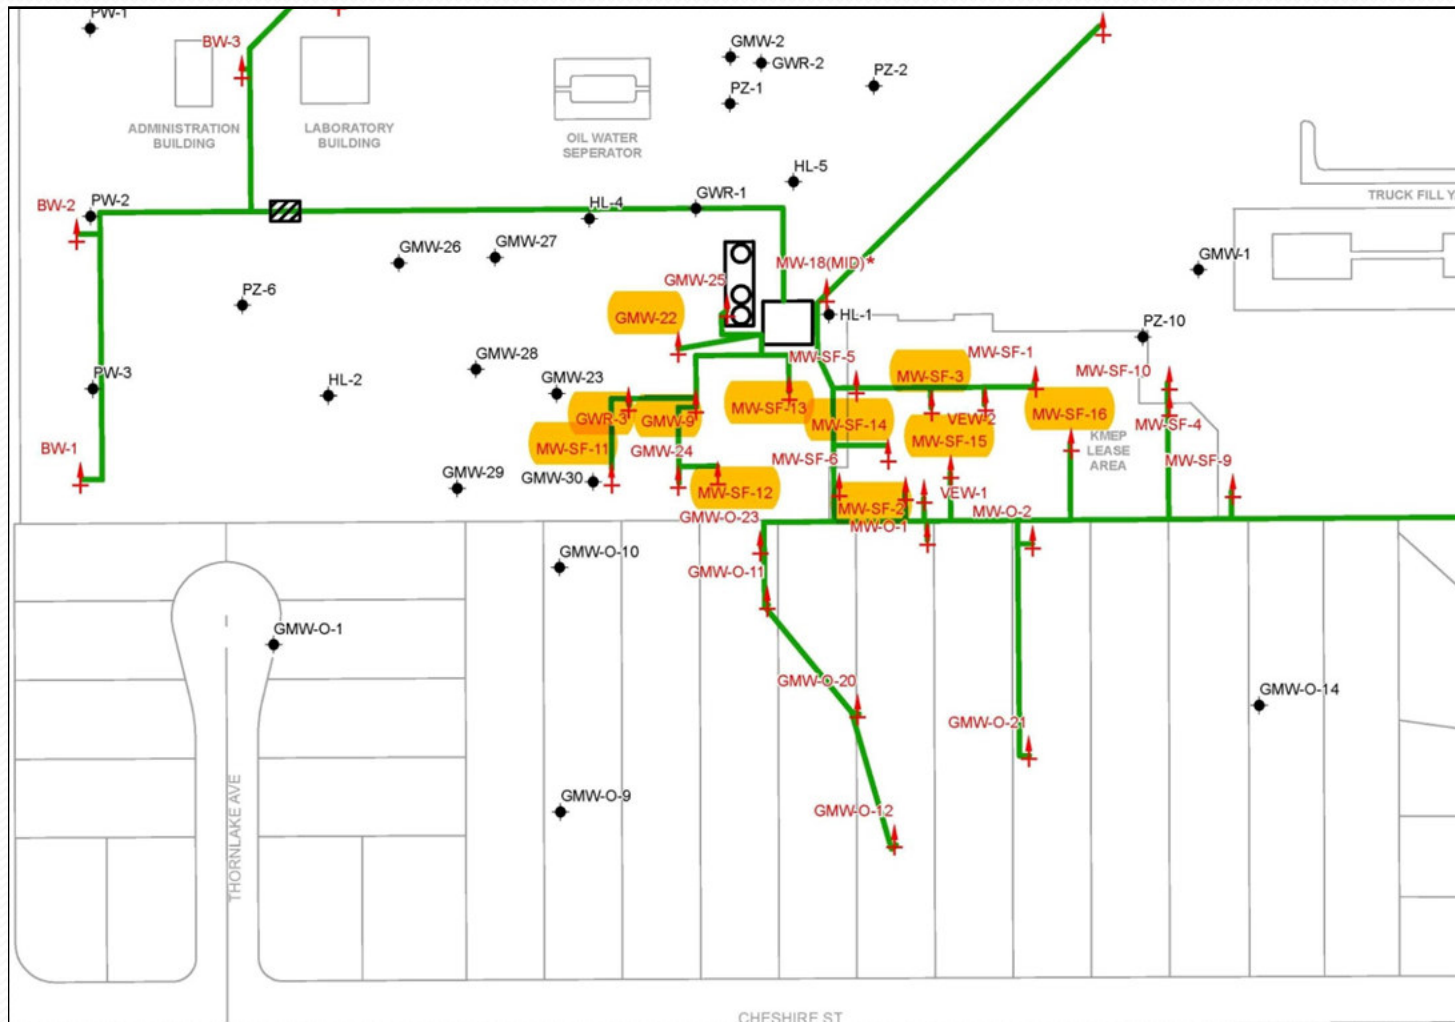 PW-1
BW-3
GMW-2
GWR-2
PZ-2
PZ-1
ADMINISTRATION
BUILDING
LABORATORY
BUILDING
OIL WATER
SEPERATOR
HL-5
TRUCK FILL Y
BW-2
PW-2
HL-4
GWR-1
GMW-26
GMW-27
MW-18(MID)*
GMW-1
GMW-25
PZ-6
GMW-22
HL-1
PZ-10
GMW-28
MW-SF-5
MW-SF-1
PW-3
HL-2
GMW-23
MW-SF-3
MW-SF-10
GWR-3
GMW-9
MW-SF-13
MW-SF-14
VEW-2
MW-SF-16
MW-SF-4
BW-1
MW-SF-11
GMW-24
MW-SF-15
KMEP
LEASE
AREA
MW-SF-6
MW-SF-9
GMW-29
GMW-30
MW-SF-12
VEW-1
MW-SF-2
GMW-O-23
MW-O-1
MW-O-2
GMW-O-10
GMW-O-11
GMW-O-1
GMW-O-20
GMW-O-14
GMW-O-21
GMW-O-9
GMW-O-12
THORNLAKE AVE
CHESHIRE ST